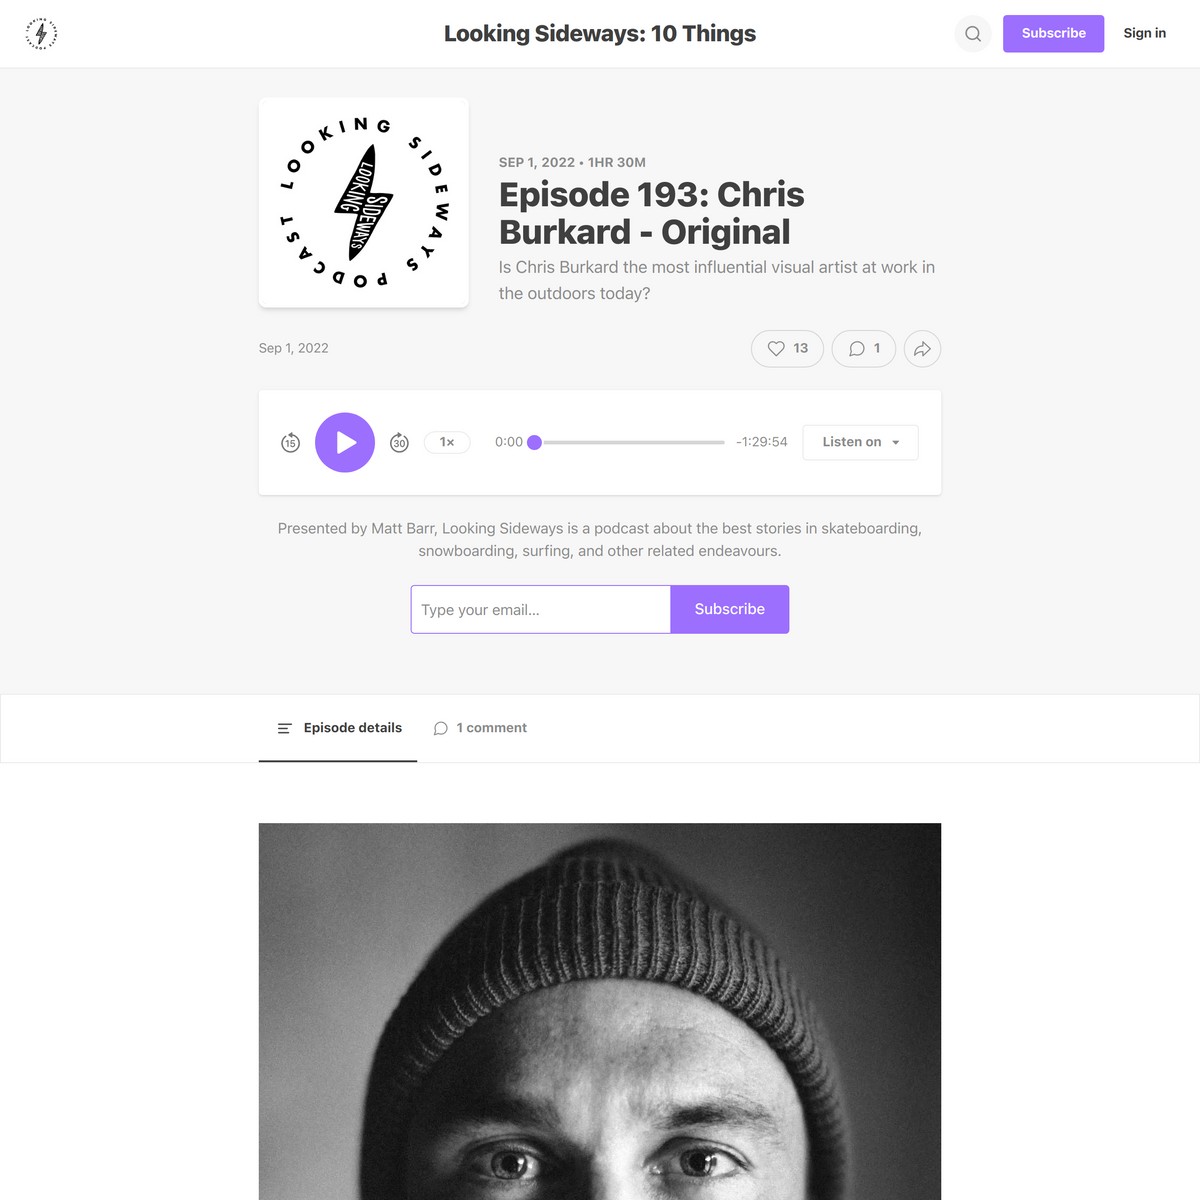 Looking Sideways: 10 Things
Subscribe
Sign in
LOOKING SIDEWAYS PODCAST
LOOKING
SIDEWAYS
SEP 1, 2022 • 1HR 30M
Episode 193: Chris
Burkard - Original
Is Chris Burkard the most influential visual artist at work in
the outdoors today?
Sep 1, 2022
13
1
15
30
1×
0:00
-1:29:54
Listen on
Presented by Matt Barr, Looking Sideways is a podcast about the best stories in skateboarding,
snowboarding, surfing, and other related endeavours.
Type your email...
Subscribe
Episode details
1 comment